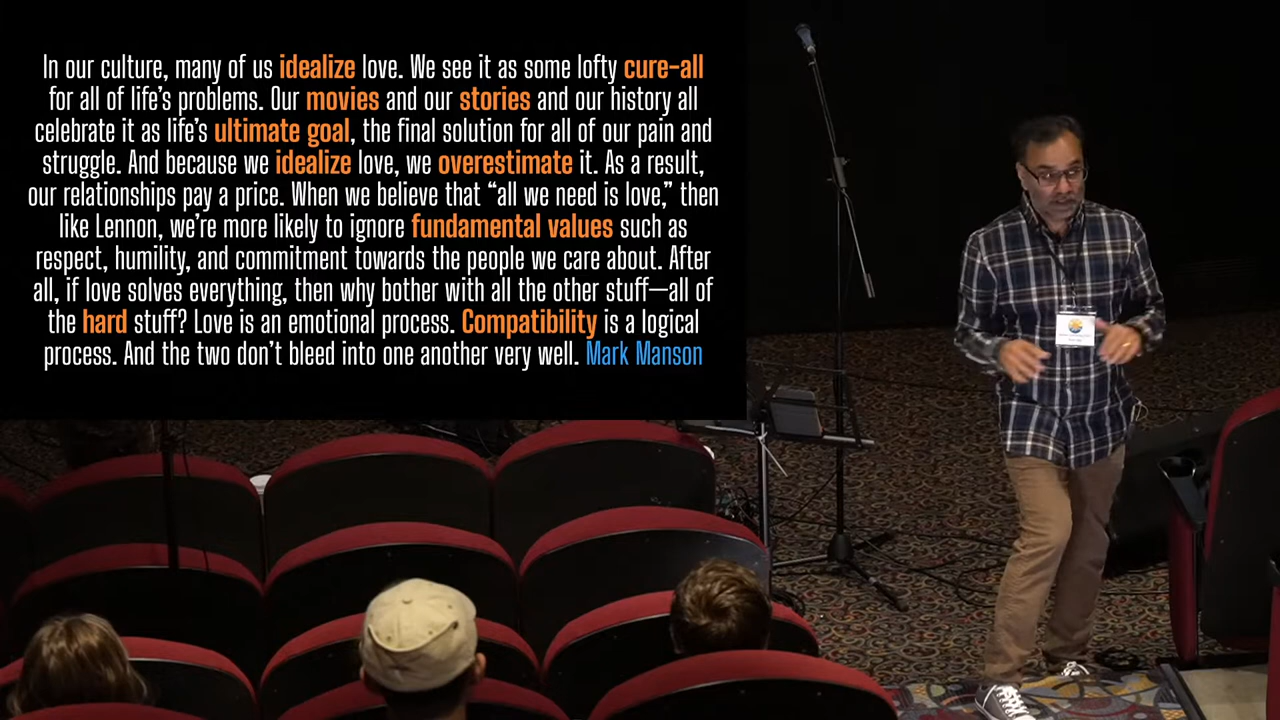 In our culture, many of us idealize love. We see it as some lofty cure-all
for all of life’s problems. Our movies and our stories and our history all
celebrate it as life’s ultimate goal, the final solution for all of our pain and
struggle. And because we idealize love, we overestimate it. As a result,
our relationships pay a price. When we believe that “all we need is love,” then
like Lennon, we’re more likely to ignore fundamental values such as
respect, humility, and commitment towards the people we care about. After
all, if love solves everything, then why bother with all the other stuff—all of
the hard stuff? Love is an emotional process. Compatibility is a logical
process. And the two don’t bleed into one another very well. Mark Manson